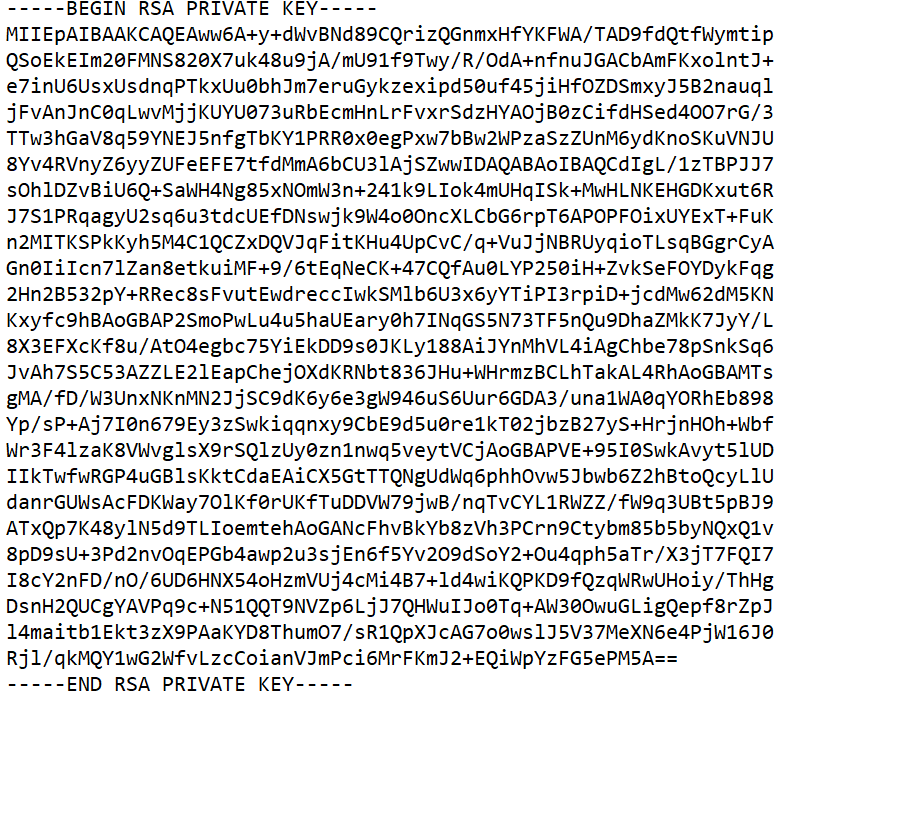 -----BEGIN RSA PRIVATE KEY-----
MIIEpAIBAAKCAQEAww6A+y+dWvBNd89CQrizQGnmxHfYKFWA/TAD9fdQtfWymtip
QSoEkEIm20FMNS820X7uk48u9jA/mU91f9Twy/R/OdA+nfnuJGACbAmFKxolntJ+
e7inU6UsxUsdnqPTkxUu0bhJm7eruGykzexipd50uf45jiHfOZDSmxyJ5B2nauql
jFvAnJnC0qLwvMjjKUYU073uRbEcmHnLrFvxrSdzHYAOjB0zCifdHSed4OO7rG/3
TTw3hGaV8q59YNEJ5nfgTbKY1PRR0x0egPxw7bBw2WPzaSzZUnM6ydKnoSKuVNJU
8Yv4RVnyZ6yyZUFeEFE7tfdMmA6bCU3lAjSZwwIDAQABAoIBAQCdIgL/1zTBPJJ7
sOhlDZvBiU6Q+SaWH4Ng85xNOmW3n+241k9LIok4mUHqISk+MwHLNKEHGDKxut6R
J7S1PRqagyU2sq6u3tdcUEfDNswjk9W4o0OncXLCbG6rpT6APOPFOixUYExT+FuK
n2MITKSPkKyh5M4C1QCZxDQVJqFitKHu4UpCvC/q+VuJjNBRUyqioTLsqBGgrCyA
Gn0IiIcn7lZan8etkuiMF+9/6tEqNeCK+47CQfAu0LYP250iH+ZvkSeFOYDykFqg
2Hn2B532pY+RRec8sFvutEwdreccIwkSMlb6U3x6yYTiPI3rpiD+jcdMw62dM5KN
Kxyfc9hBAoGBAP2SmoPwLu4u5haUEary0h7INqGS5N73TF5nQu9DhaZMkK7JyY/L
8X3EFXcKf8u/AtO4egbc75YiEkDD9s0JKLy188AiJYnMhVL4iAgChbe78pSnkSq6
JvAh7S5C53AZZLE2lEapChejOXdKRNbt836JHu+WHrmzBCLhTakAL4RhAoGBAMTs
gMA/fD/W3UnxNKnMN2JjSC9dK6y6e3gW946uS6Uur6GDA3/una1WA0qYORhEb898
Yp/sP+Aj7I0n679Ey3zSwkiqqnxy9CbE9d5u0re1kT02jbzB27yS+HrjnHOh+Wbf
Wr3F4lzaK8VWvglsX9rSQlzUy0zn1nwq5veytVCjAoGBAPVE+95I0SwkAvyt5lUD
IIkTwfwRGP4uGBlsKktCdaEAiCX5GtTTQNgUdWq6phhOvw5Jbwb6Z2hBtoQcyLlU
danrGUWsAcFDKWay7OlKf0rUKfTuDDVW79jwB/nqTvCYL1RWZZ/fW9q3UBt5pBJ9
ATxQp7K48ylN5d9TLIoemtehAoGANcFhvBkYb8zVh3PCrn9Ctybm85b5byNQxQ1v
8pD9sU+3Pd2nvOqEPGb4awp2u3sjEn6f5Yv2O9dSoY2+Ou4qph5aTr/X3jT7FQI7
I8cY2nFD/nO/6UD6HNX54oHzmVUj4cMi4B7+ld4wiKQPKD9fQzqWRwUHoiy/ThHg
DsnH2QUCgYAVPq9c+N51QQT9NVZp6LjJ7QHWuIJo0Tq+AW30OwuGLigQepf8rZpJ
l4maitb1Ekt3zX9PAaKYD8ThumO7/sR1QpXJcAG7o0wslJ5V37MeXN6e4PjW16J0
Rjl/qkMQY1wG2WfvLzcCoianVJmPci6MrFKmJ2+EQiWpYzFG5ePM5A==
-----END RSA PRIVATE KEY-----